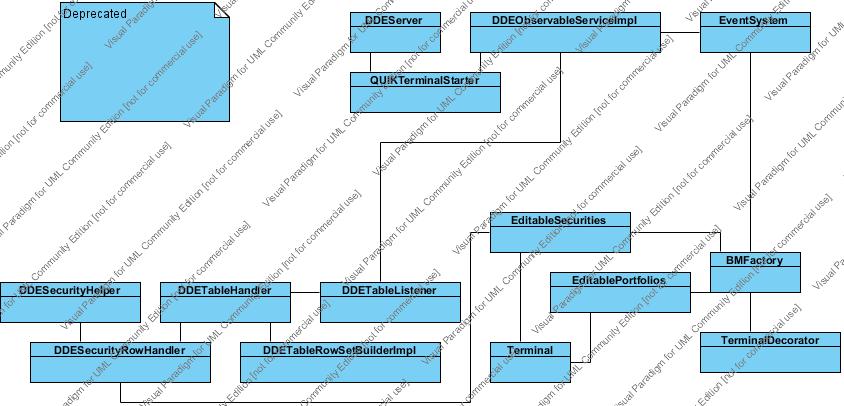 Deprecated
DDEServer
DDEObservableServiceImpl
EventSystem
QUIKTerminalStarter
EditableSecurities
BMFactory
EditablePortfolios
DDESecurityHelper
DDETableHandler
DDETableListener
TerminalDecorator
DDESecurityRowHandler
DDETableRowSetBuilderImpl
Terminal
Visual Paradigm for UML Community Edition [not for commercial use]